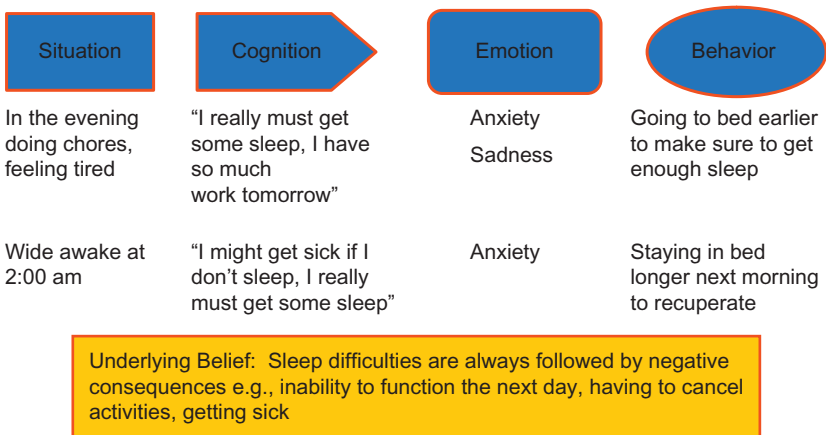 Situation
Cognition
Emotion
Behavior
In the evening
doing chores,
feeling tired
“I really must get
some sleep, I have
so much
work tomorrow”
Anxiety
Sadness
Going to bed earlier
to make sure to get
enough sleep
Wide awake at
2:00 am
“I might get sick if I
don’t sleep, I really
must get some sleep”
Anxiety
Staying in bed
longer next morning
to recuperate
Underlying Belief:  Sleep difficulties are always followed by negative
consequences e.g., inability to function the next day, having to cancel
activities, getting sick